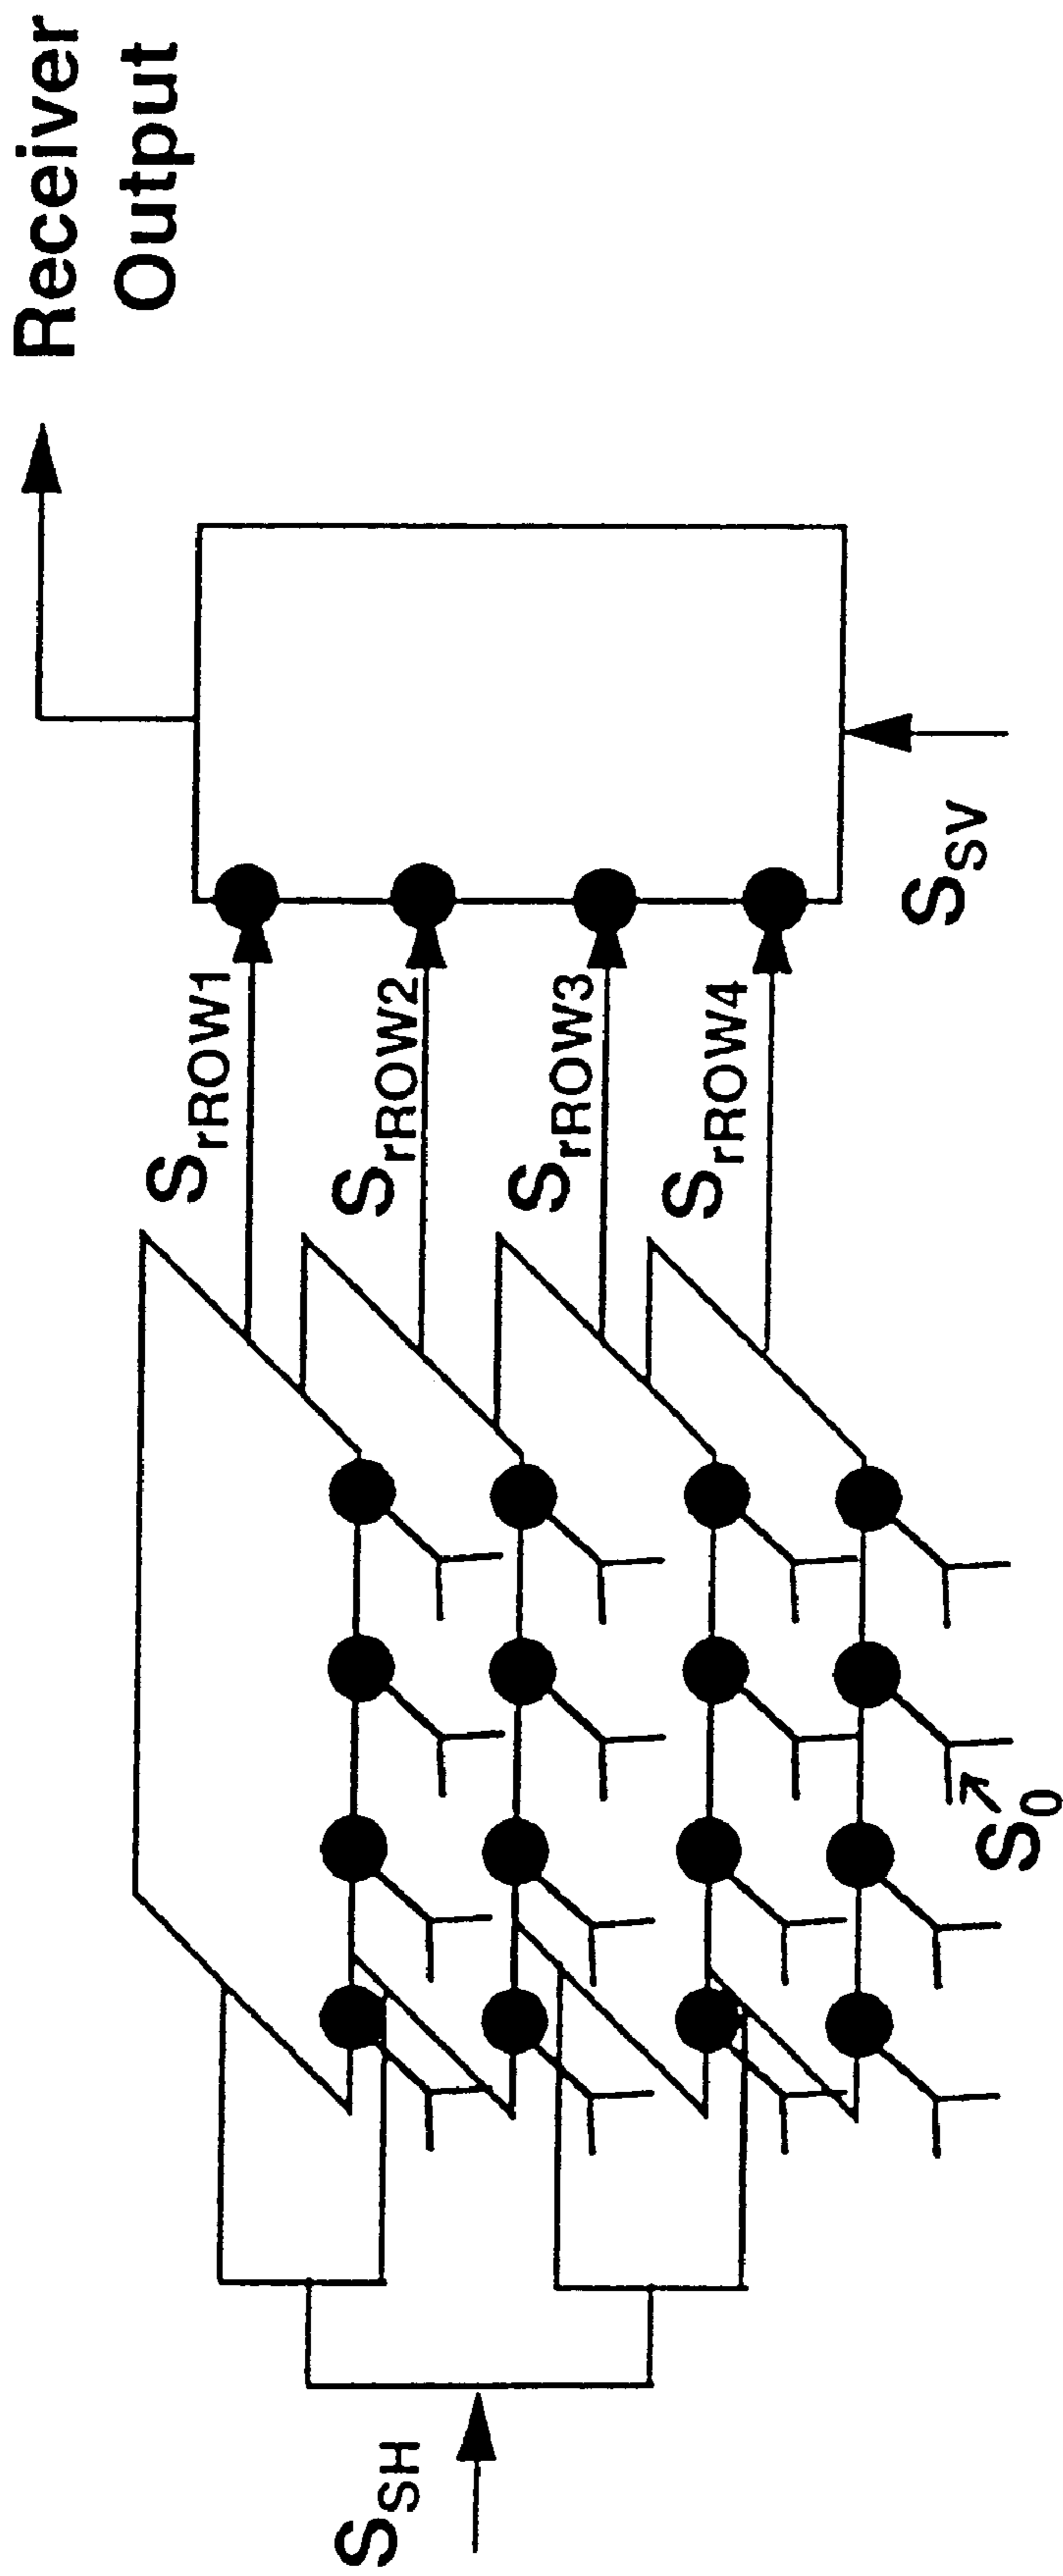 Receiver
Output
SrROW1
SrROW2
SrROW3
SrROW4
SSV
S0
SSH